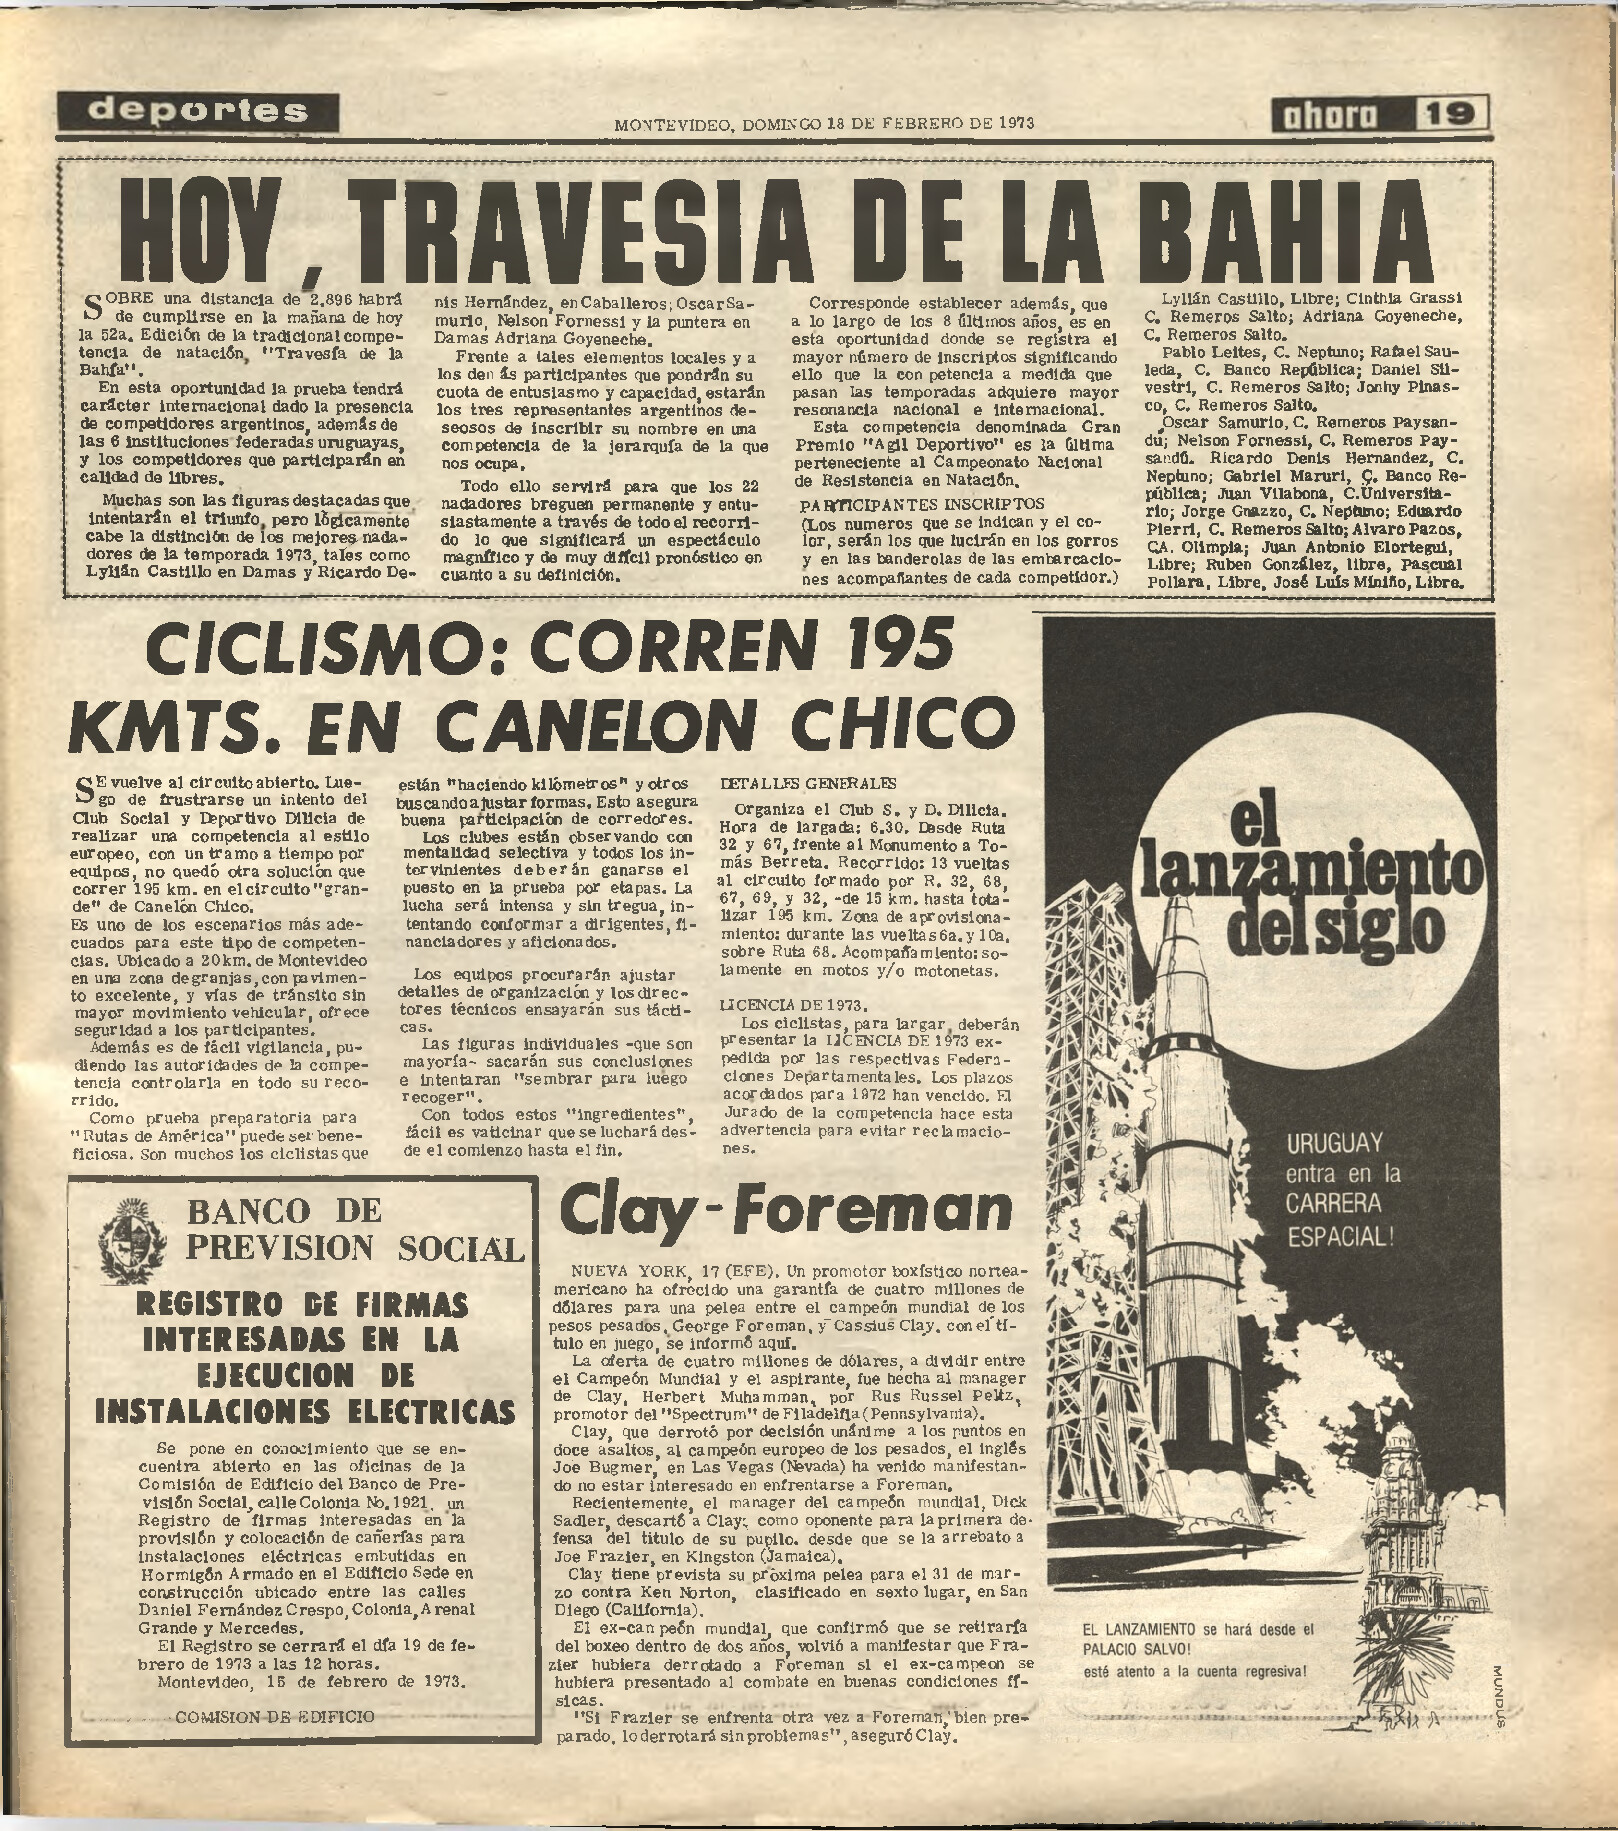 deportes
MONTEVIDEO, DOMINGO 18 DE FEBRERO DE 1973
ahora 19
HOY, TRAVESIA DE LA BAHIA
SOBRE una distancia de 2.896 habrá
de cumplirse en la mañana de hoy
la 52a. Edición de la tradicional compe-
tencia de natación, "Travesía de la
Bahía".
En esta oportunidad la prueba tendrá
carácter internacional dado la presencia
de competidores argentinos, además de
las 6 instituciones federadas uruguayas,
y los competidores que participarán en
calidad de libres.
Muchas son las figuras destacadas que
intentarán el triunfo, pero lógicamente
cabe la distinción de los mejores nada-
dores de la temporada 1973, tales como
Lylián Castillo en Damas y Ricardo De-
nis Hernández, en Caballeros; Oscar Sa-
murio, Nelson Fornessi y la puntera en
Damas Adriana Goyeneche.
Frente a tales elementos locales y a
los demás participantes que pondrán su
cuota de entusiasmo y capacidad, estarán
los tres representantes argentinos de-
seosos de inscribir su nombre en una
competencia de la jerarquía de la que
nos ocupa.
Todo ello servirá para que los 22
nadadores breguen permanente y entu-
siastamente a través de todo el recorri-
do lo que significará un espectáculo
magnífico y de muy difícil pronóstico en
cuanto a su definición.
Corresponde establecer además, que
a lo largo de los 8 últimos años, es en
esta oportunidad donde se registra el
mayor número de inscriptos significando
ello que la con petencia a medida que
pasan las temporadas adquiere mayor
resonancia nacional e internacional.
Esta competencia denominada Gran
Premio "Agil Deportivo" es la última
perteneciente al Campeonato Nacional
de Resistencia en Natación.
PARTICIPANTES INSCRIPTOS
(Los numeros que se indican y el co-
lor, serán los que lucirán en los gorros
y en las banderolas de las embarcacio-
nes acompañantes de cada competidor.)
Lylián Castillo, Libre; Cinthia Grassi
C. Remeros Salto; Adriana Goyeneche,
C. Remeros Salto.
Pablo Leites, C. Neptuno; Rafael Sau-
leda, C. Banco República; Daniel Sil-
vestri, C. Remeros Salto; Jonhy Pinas-
co, C. Remeros Salto.
Oscar Samurio, C. Remeros Paysan-
dú; Nelson Fornessi, C. Remeros Pay-
sandú. Ricardo Denis Hernandez, C.
Neptuno; Gabriel Maruri, C. Banco Re-
pública; Juan Vilabona, C. Universita-
rio; Jorge Guazzo, C. Neptuno; Eduardo
Pierri, C. Remeros Salto; Alvaro Pazos,
CA. Olimpia; Juan Antonio Elortegui,
Libre; Ruben González, libre, Pascual
Pollara, Libre, José Luis Miniño, Libre.
CICLISMO: CORREN 195
KMTS. EN CANELON CHICO
SE vuelve al circuito abierto. Lue-
go de frustrarse un intento del
Club Social y Deportivo Dilicia de
realizar una competencia al estilo
europeo, con un tramo a tiempo por
equipos, no quedó otra solución que
correr 195 km. en el circuito "gran-
de" de Canelón Chico.
Es uno de los escenarios más ade-
cuados para este tipo de competen-
cias. Ubicado a 20 km. de Montevideo
en una zona de granjas, con pavimen-
to excelente, y vías de tránsito sin
mayor movimiento vehicular, ofrece
seguridad a los participantes.
Además es de fácil vigilancia, pu-
diendo las autoridades de la compe-
tencia controlarla en todo su reco-
rrido.
Como prueba preparatoria para
"Rutas de América" puede ser bene-
ficiosa. Son muchos los ciclistas que
están "haciendo kilómetros" y otros
buscando ajustar formas. Esto asegura
buena participación de corredores.
Los clubes están observando con
mentalidad selectiva y todos los in-
tervinientes deberán ganarse el
puesto en la prueba por etapas. La
lucha será intensa y sin tregua, in-
tentando conformar a dirigentes, fi-
nanciadores y aficionados.
Los equipos procurarán ajustar
detalles de organización y los direc-
tores técnicos ensayarán sus tácti-
cas.
Las figuras individuales -que son
mayoría- sacarán sus conclusiones
e intentaran "sembrar para luego
recoger".
Con todos estos "ingredientes",
fácil es vaticinar que se luchará des-
de el comienzo hasta el fin.
DETALLES GENERALES
Organiza el Club S. y D. Dilicia.
Hora de largada: 6.30. Desde Ruta
32 y 67, frente al Monumento a To-
más Berreta. Recorrido: 13 vueltas
al circuito formado por R. 32, 68,
67, 69, y 32, -de 15 km. hasta tota-
lizar 195 km. Zona de aprovisiona-
miento: durante las vueltas 6a. y 10a.
sobre Ruta 68. Acompañamiento: so-
lamente en motos y/o motonetas.
LICENCIA DE 1973.
Los ciclistas, para largar, deberán
presentar la LICENCIA DE 1973 ex-
pedida por las respectivas Federa-
ciones Departamentales. Los plazos
acordados para 1972 han vencido. El
Jurado de la competencia hace esta
advertencia para evitar reclamacio-
nes.
el
lanzamiento
del siglo
URUGUAY
entra en la
CARRERA
ESPACIAL!
EL LANZAMIENTO se hará desde el
PALACIO SALVO!
esté atento a la cuenta regresiva!
MUNDUS
BANCO DE
PREVISION SOCIAL
REGISTRO DE FIRMAS
INTERESADAS EN LA
EJECUCION DE
INSTALACIONES ELECTRICAS
Se pone en conocimiento que se en-
cuentra abierto en las oficinas de la
Comisión de Edificio del Banco de Pre-
visión Social, calle Colonia No. 1921, un
Registro de firmas interesadas en la
provisión y colocación de cañerías para
instalaciones eléctricas embutidas en
Hormigón Armado en el Edificio Sede en
construcción ubicado entre las calles
Daniel Fernández Crespo, Colonia, Arenal
Grande y Mercedes.
El Registro se cerrará el día 19 de fe-
brero de 1973 a las 12 horas.
Montevideo, 15 de febrero de 1973.
COMISION DE EDIFICIO
Clay-Foreman
NUEVA YORK, 17 (EFE). Un promotor boxístico nortea-
mericano ha ofrecido una garantía de cuatro millones de
dólares para una pelea entre el campeón mundial de los
pesos pesados, George Foreman, y Cassius Clay, con el tí-
tulo en juego, se informó aquí.
La oferta de cuatro millones de dólares, a dividir entre
el Campeón Mundial y el aspirante, fue hecha al manager
de Clay, Herbert Muhamman, por Rus Russel Peltz,
promotor del "Spectrum" de Filadelfia (Pennsylvania).
Clay, que derrotó por decisión unánime a los puntos en
doce asaltos, al campeón europeo de los pesados, el inglés
Joe Bugmer, en Las Vegas (Nevada) ha venido manifestan-
do no estar interesado en enfrentarse a Foreman.
Recientemente, el manager del campeón mundial, Dick
Sadler, descartó a Clay, como oponente para la primera de-
fensa del titulo de su pupilo, desde que se la arrebato a
Joe Frazier, en Kingston (Jamaica).
Clay tiene prevista su próxima pelea para el 31 de mar-
zo contra Ken Norton, clasificado en sexto lugar, en San
Diego (California).
El ex-can peón mundial, que confirmó que se retiraría
del boxeo dentro de dos años, volvió a manifestar que Fra-
zier hubiera derrotado a Foreman si el ex-campeon se
hubiera presentado al combate en buenas condiciones fí-
sicas.
"Si Frazier se enfrenta otra vez a Foreman, bien pre-
parado, lo derrotará sin problemas", aseguró Clay.